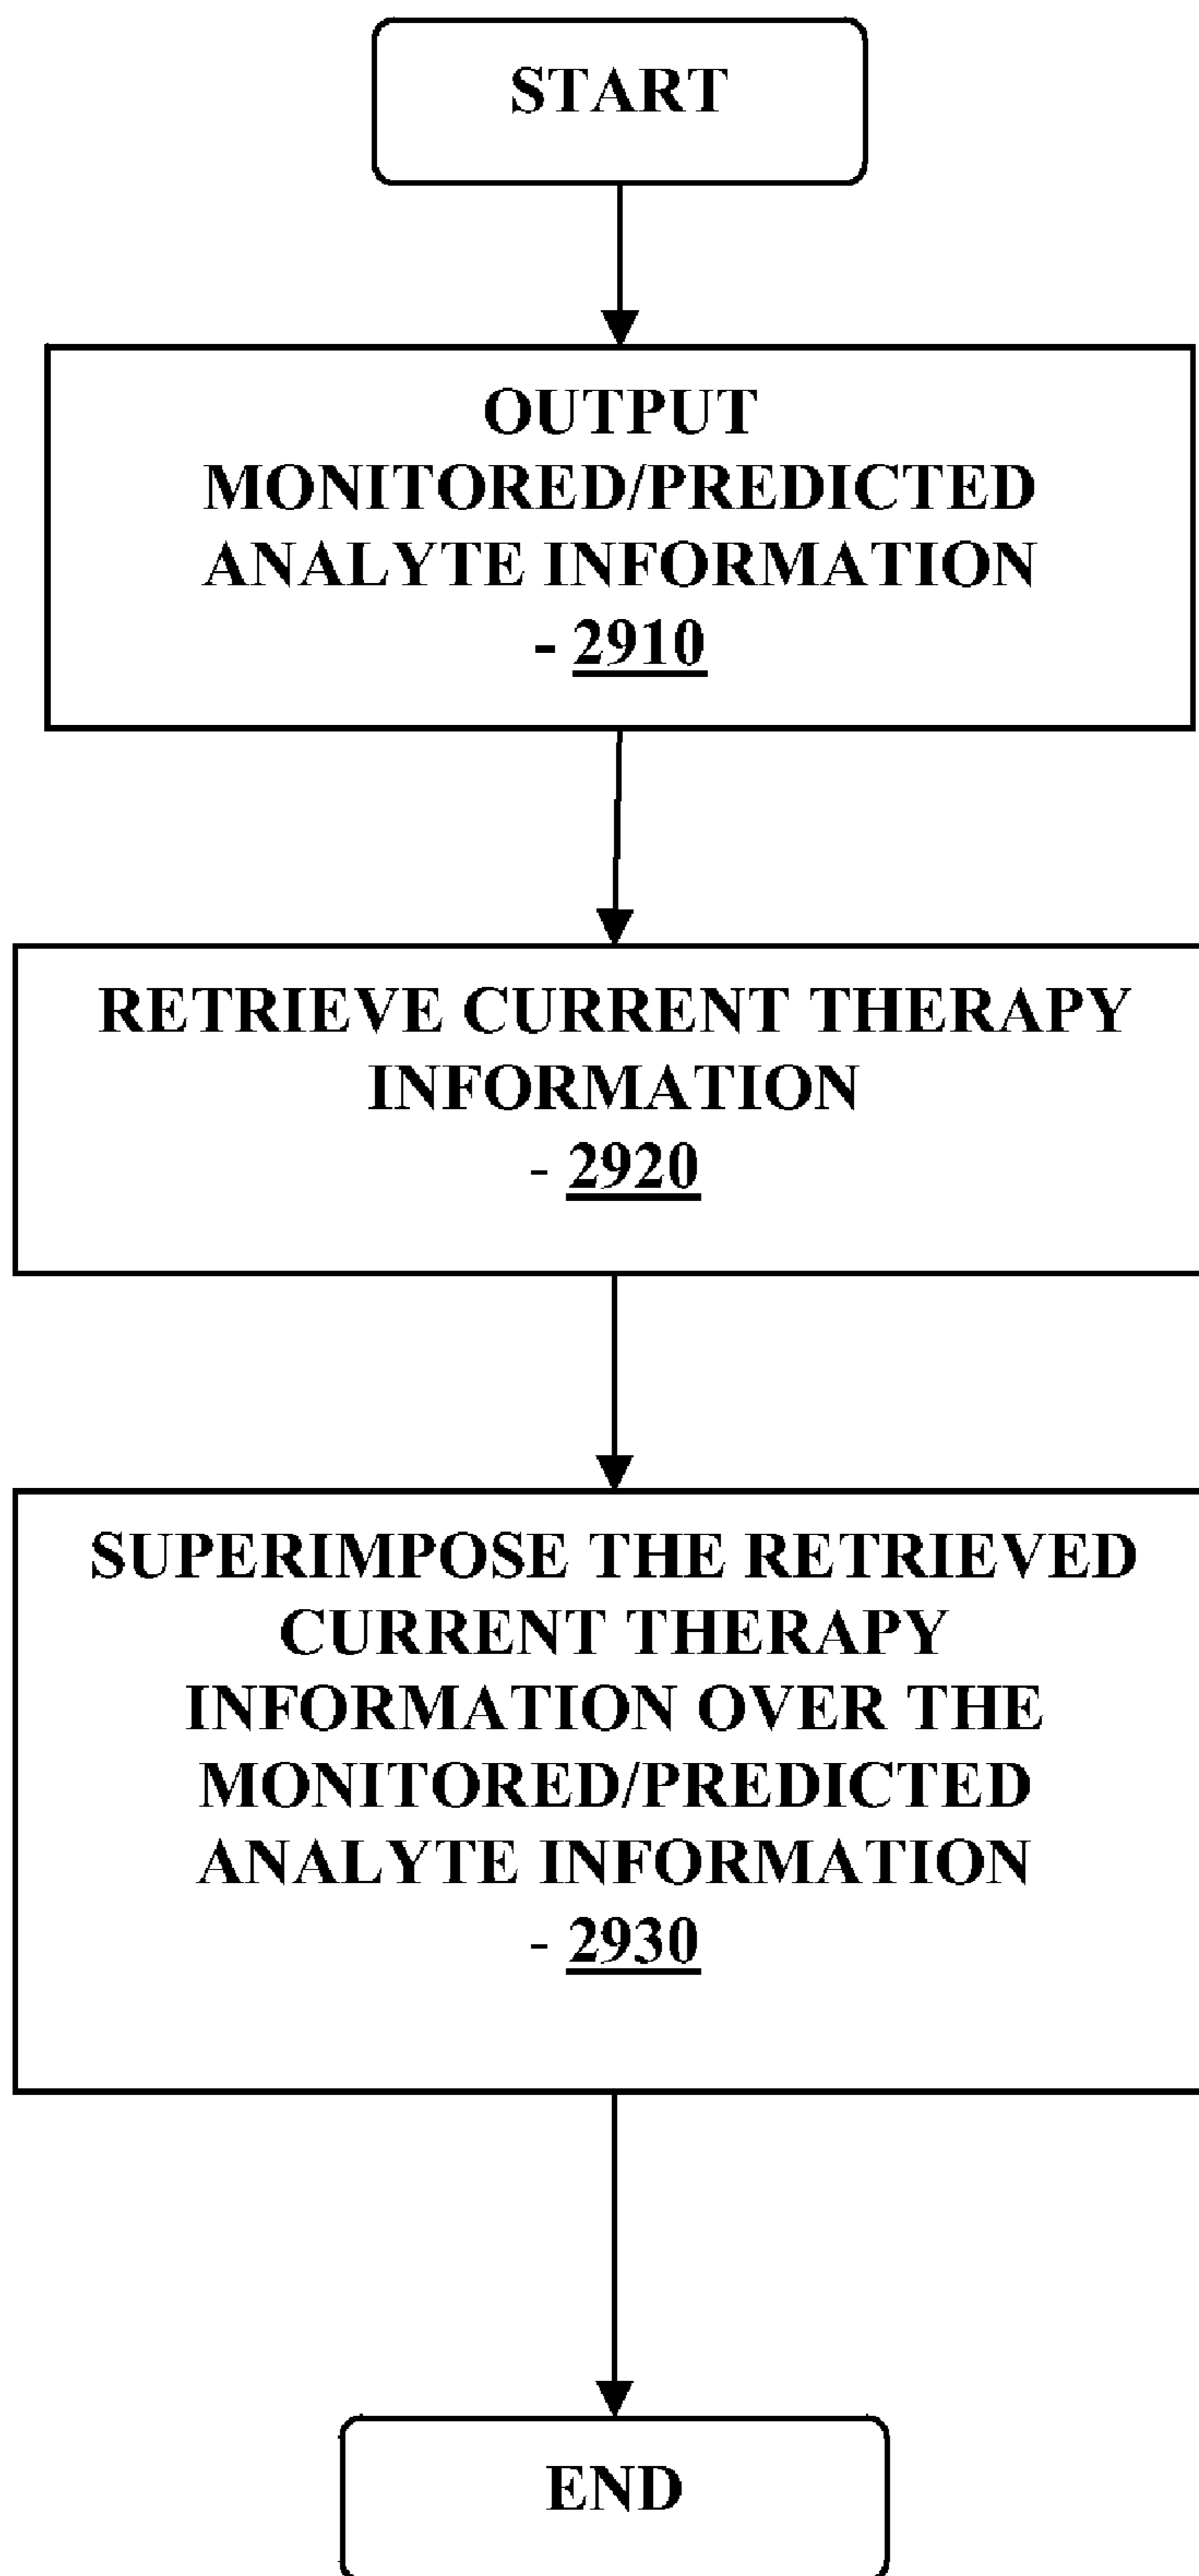 START
OUTPUT
MONITORED/PREDICTED
ANALYTE INFORMATION
- 2910
RETRIEVE CURRENT THERAPY
INFORMATION
- 2920
SUPERIMPOSE THE RETRIEVED
CURRENT THERAPY
INFORMATION OVER THE
MONITORED/PREDICTED
ANALYTE INFORMATION
- 2930
END